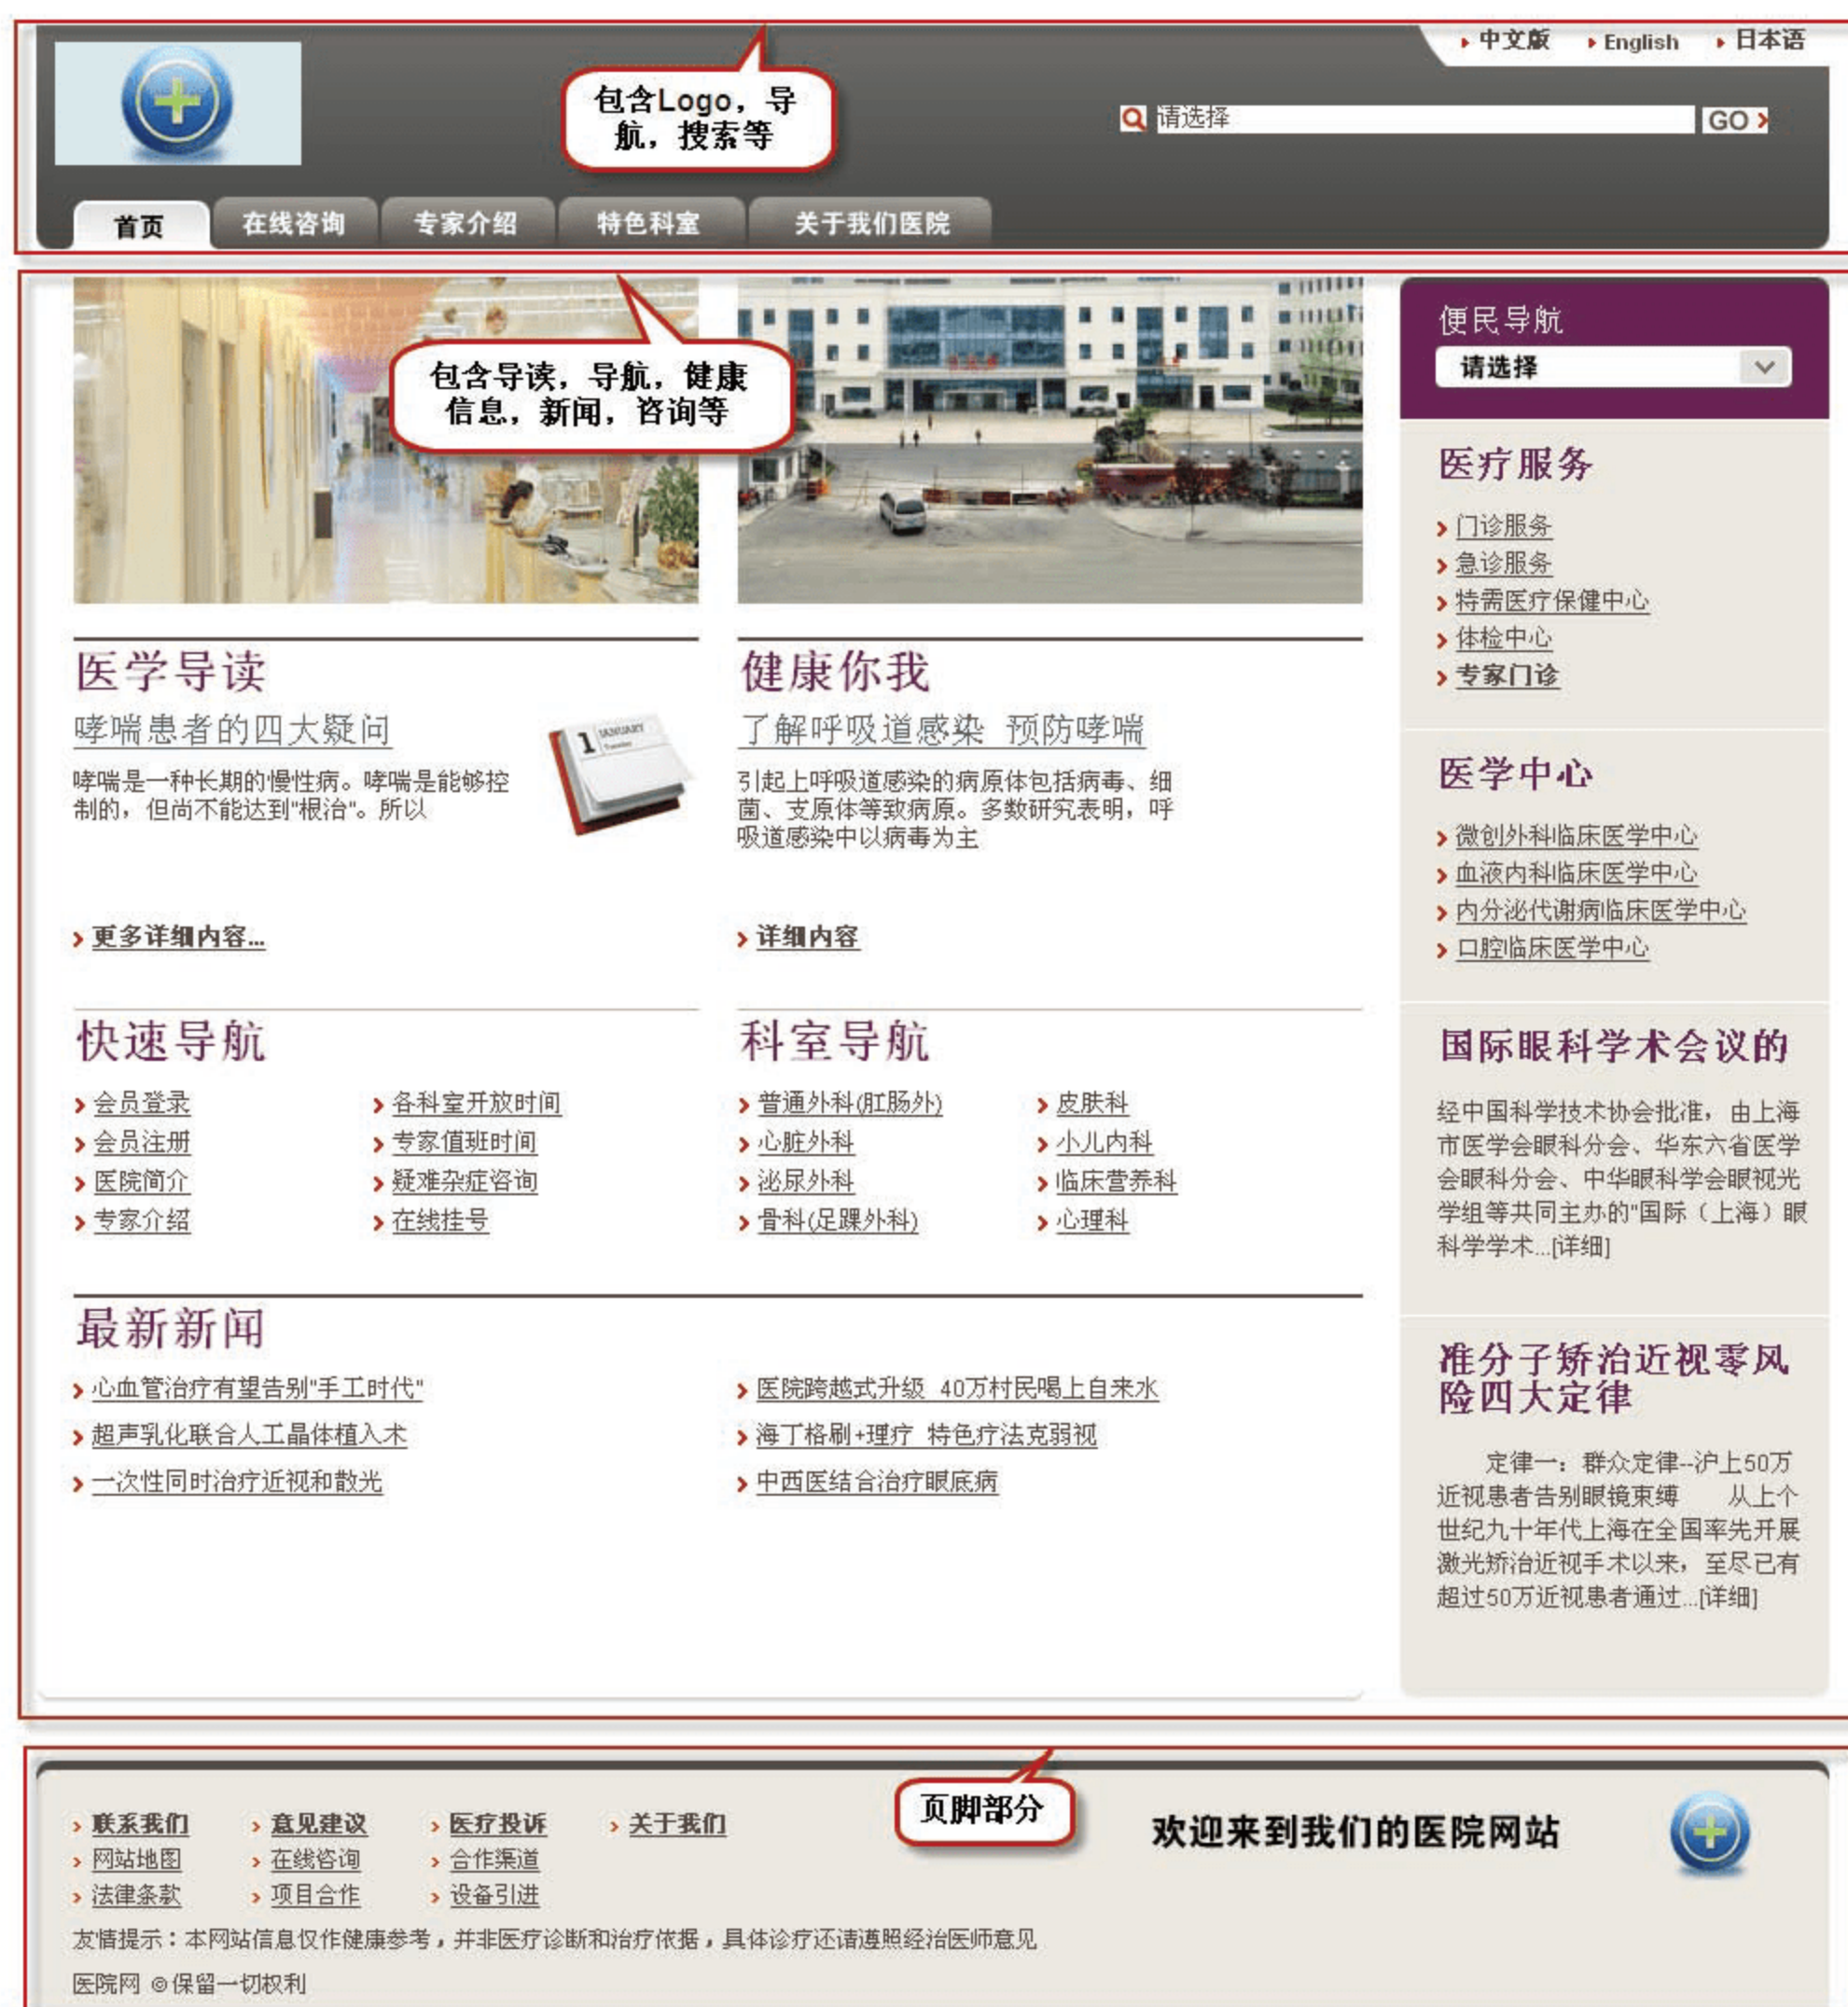 中文版
English
日本语
包含Logo，导
航，搜索等
请选择
GO
首页
在线咨询
专家介绍
特色科室
关于我们医院
包含导读，导航，健康
信息，新闻，咨询等
医学导读
哮喘患者的四大疑问
哮喘是一种长期的慢性病。哮喘是能够控
制的，但尚不能达到"根治"。所以
1 JANUARY
Tuesday
更多详细内容...
健康你我
了解呼吸道感染 预防哮喘
引起上呼吸道感染的病原体包括病毒、细
菌、支原体等致病原。多数研究表明，呼
吸道感染中以病毒为主
详细内容
快速导航
会员登录
会员注册
医院简介
专家介绍
各科室开放时间
专家值班时间
疑难杂症咨询
在线挂号
科室导航
普通外科(肛肠外)
心脏外科
泌尿外科
骨科(足踝外科)
皮肤科
小儿内科
临床营养科
心理科
最新新闻
心血管治疗有望告别"手工时代"
超声乳化联合人工晶体植入术
一次性同时治疗近视和散光
医院跨越式升级 40万村民喝上自来水
海丁格刷+理疗 特色疗法克弱视
中西医结合治疗眼底病
便民导航
请选择
医疗服务
门诊服务
急诊服务
特需医疗保健中心
体检中心
专家门诊
医学中心
微创外科临床医学中心
血液内科临床医学中心
内分泌代谢病临床医学中心
口腔临床医学中心
国际眼科学术会议的
经中国科学技术协会批准，由上海
市医学会眼科分会、华东六省医学
会眼科分会、中华眼科学会眼视光
学组等共同主办的"国际（上海）眼
科学学术...[详细]
准分子矫治近视零风
险四大定律
定律一：群众定律--沪上50万
近视患者告别眼镜束缚 从上个
世纪九十年代上海在全国率先开展
激光矫治近视手术以来，至尽已有
超过50万近视患者通过...[详细]
联系我们
网站地图
法律条款
意见建议
在线咨询
项目合作
医疗投诉
合作渠道
设备引进
关于我们
页脚部分
欢迎来到我们的医院网站
友情提示：本网站信息仅作健康参考，并非医疗诊断和治疗依据，具体诊疗还请遵照经治医师意见
医院网 ©保留一切权利